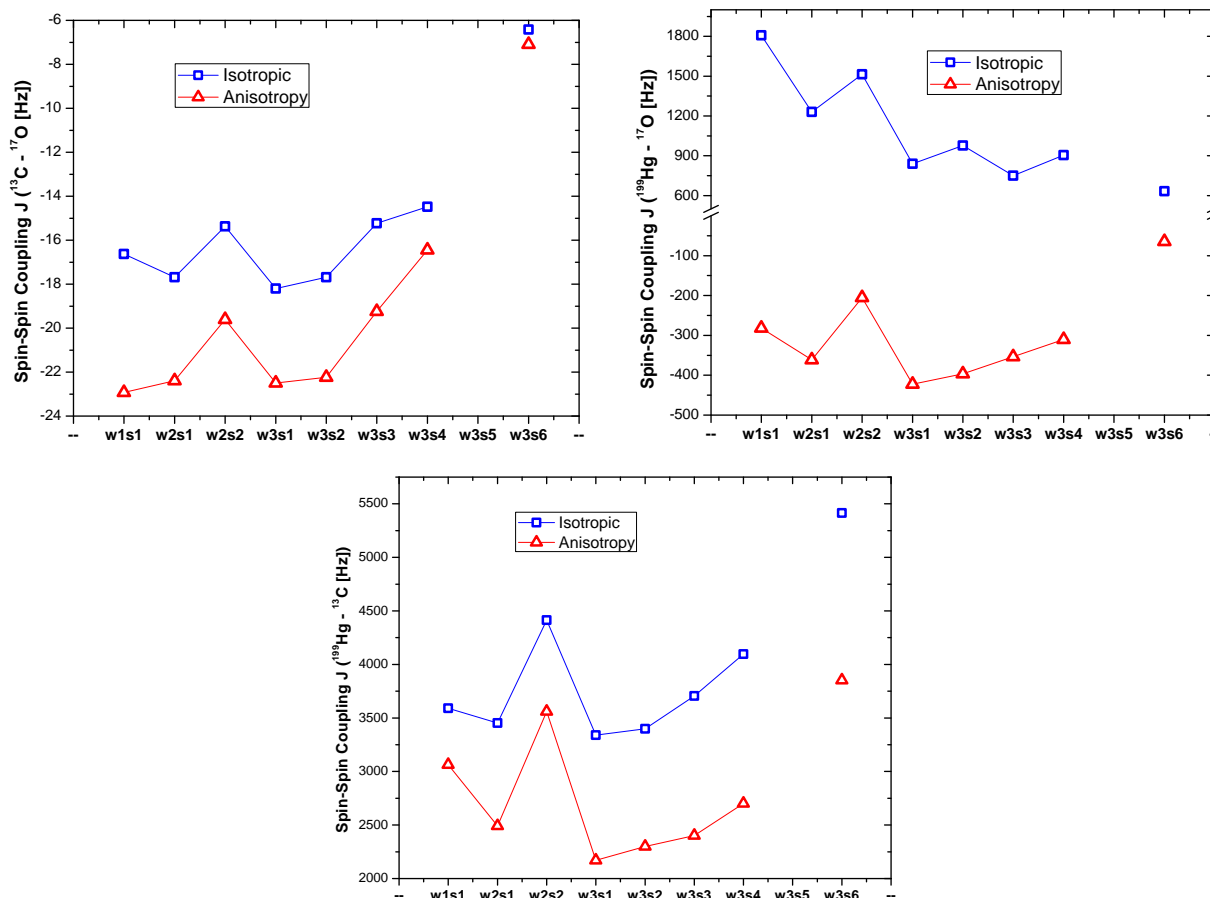 -6
-8
-10
-12
-14
-16
-18
-20
-22
-24
Spin-Spin Coupling J (13C - 17O [Hz])
Isotropic
Anisotropy
-- w1s1 w2s1 w2s2 w3s1 w3s2 w3s3 w3s4 w3s5 w3s6 --
1800
1500
1200
900
600
-100
-200
-300
-400
-500
Spin-Spin Coupling J (199Hg - 17O [Hz])
Isotropic
Anisotropy
-- w1s1 w2s1 w2s2 w3s1 w3s2 w3s3 w3s4 w3s5 w3s6 -
5500
5000
4500
4000
3500
3000
2500
2000
Spin-Spin Coupling J (199Hg - 13C [Hz])
Isotropic
Anisotropy
-- w1s1 w2s1 w2s2 w3s1 w3s2 w3s3 w3s4 w3s5 w3s6 --